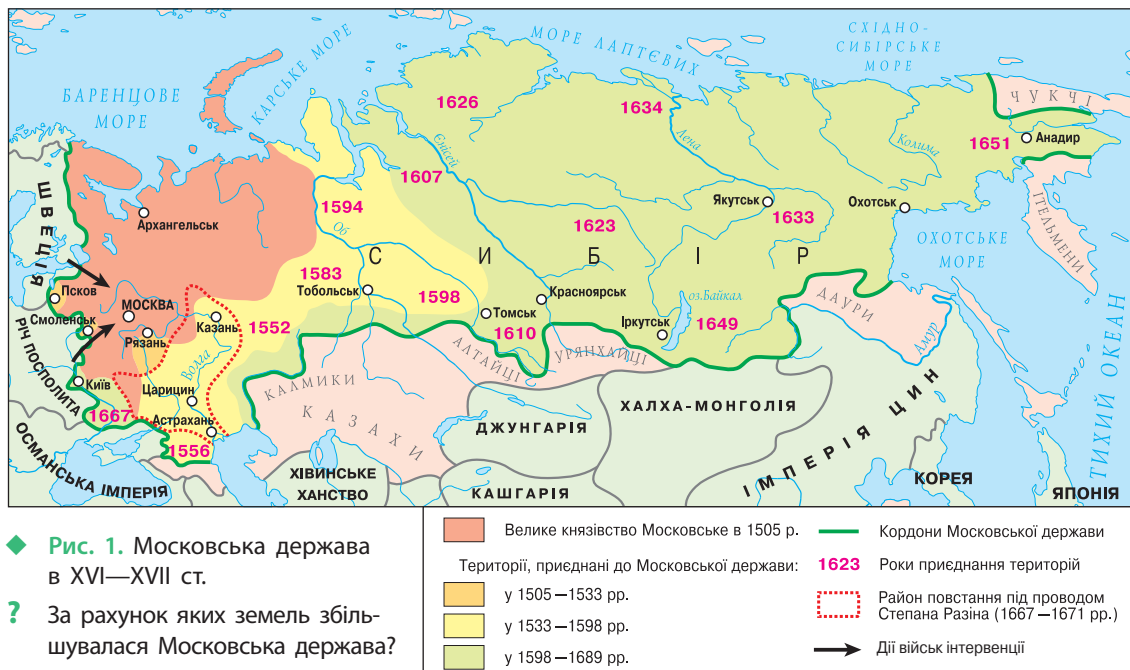 БАРЕНЦОВЕ
МОРЕ
КАРСЬКЕ МОРЕ
МОРЕ ЛАПТЄВИХ
СХІДНО-
СИБІРСЬКЕ
МОРЕ
ЧУКЧІ
1626
1634
Єнісей
Лена
Колима
1651
Анадир
ШВЕЦІЯ
1607
Архангельськ
1594
Об
Якутськ
1633
Охотськ
ІТЕЛЬМЕНИ
1623
СИБІР
ОХОТСЬКЕ
МОРЕ
Псков
1583
Тобольськ
МОСКВА
Смоленськ
1598
Красноярськ
оз.Байкал
Казань
1552
Томськ
ДАУРИ
Рязань
1610
Іркутськ
1649
Амур
РІЧ ПОСПОЛИТА
Волга
АЛТАЙЦІ
УРЯНХАЙЦІ
Київ
Царицин
КАЛМИКИ
КАЗАХИ
ХАЛХА-МОНГОЛІЯ
ТИХИЙ ОКЕАН
1667
Астрахань
ДЖУНГАРІЯ
ІМПЕРІЯ ЦИН
1556
ОСМАНСЬКА ІМПЕРІЯ
ХІВИНСЬКЕ
ХАНСТВО
КАШГАРІЯ
КОРЕЯ
ЯПОНІЯ
Рис. 1. Московська держава
в XVI—XVII ст.
? За рахунок яких земель збіль-
шувалася Московська держава?
Велике князівство Московське в 1505 р.
Території, приєднані до Московської держави:
у 1505–1533 рр.
у 1533–1598 рр.
у 1598–1689 рр.
Кордони Московської держави
1623 Роки приєднання територій
Район повстання під проводом
Степана Разіна (1667–1671 рр.)
Дії військ інтервенції